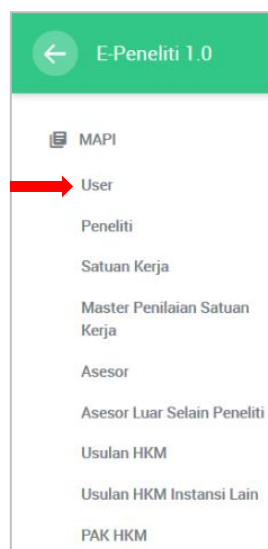 E-Peneliti 1.0
MAPI
User
Peneliti
Satuan Kerja
Master Penilaian Satuan
Kerja
Asesor
Asesor Luar Selain Peneliti
Usulan HKM
Usulan HKM Instansi Lain
PAK HKM